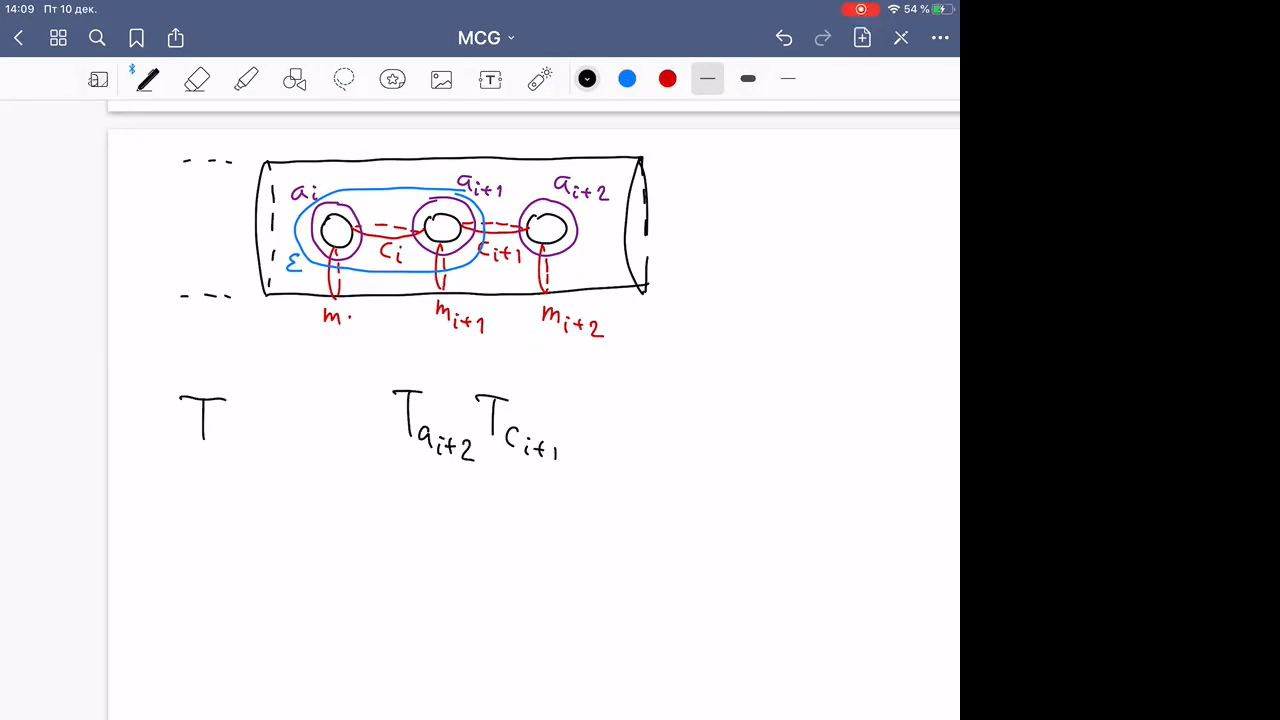 14:09 Пт 10 дек. 54 %
MCG
a_i a_{i+1} a_{i+2}
ε c_i c_{i+1}
m. m_{i+1} m_{i+2}
T T_{a_{i+2}} T_{c_{i+1}}